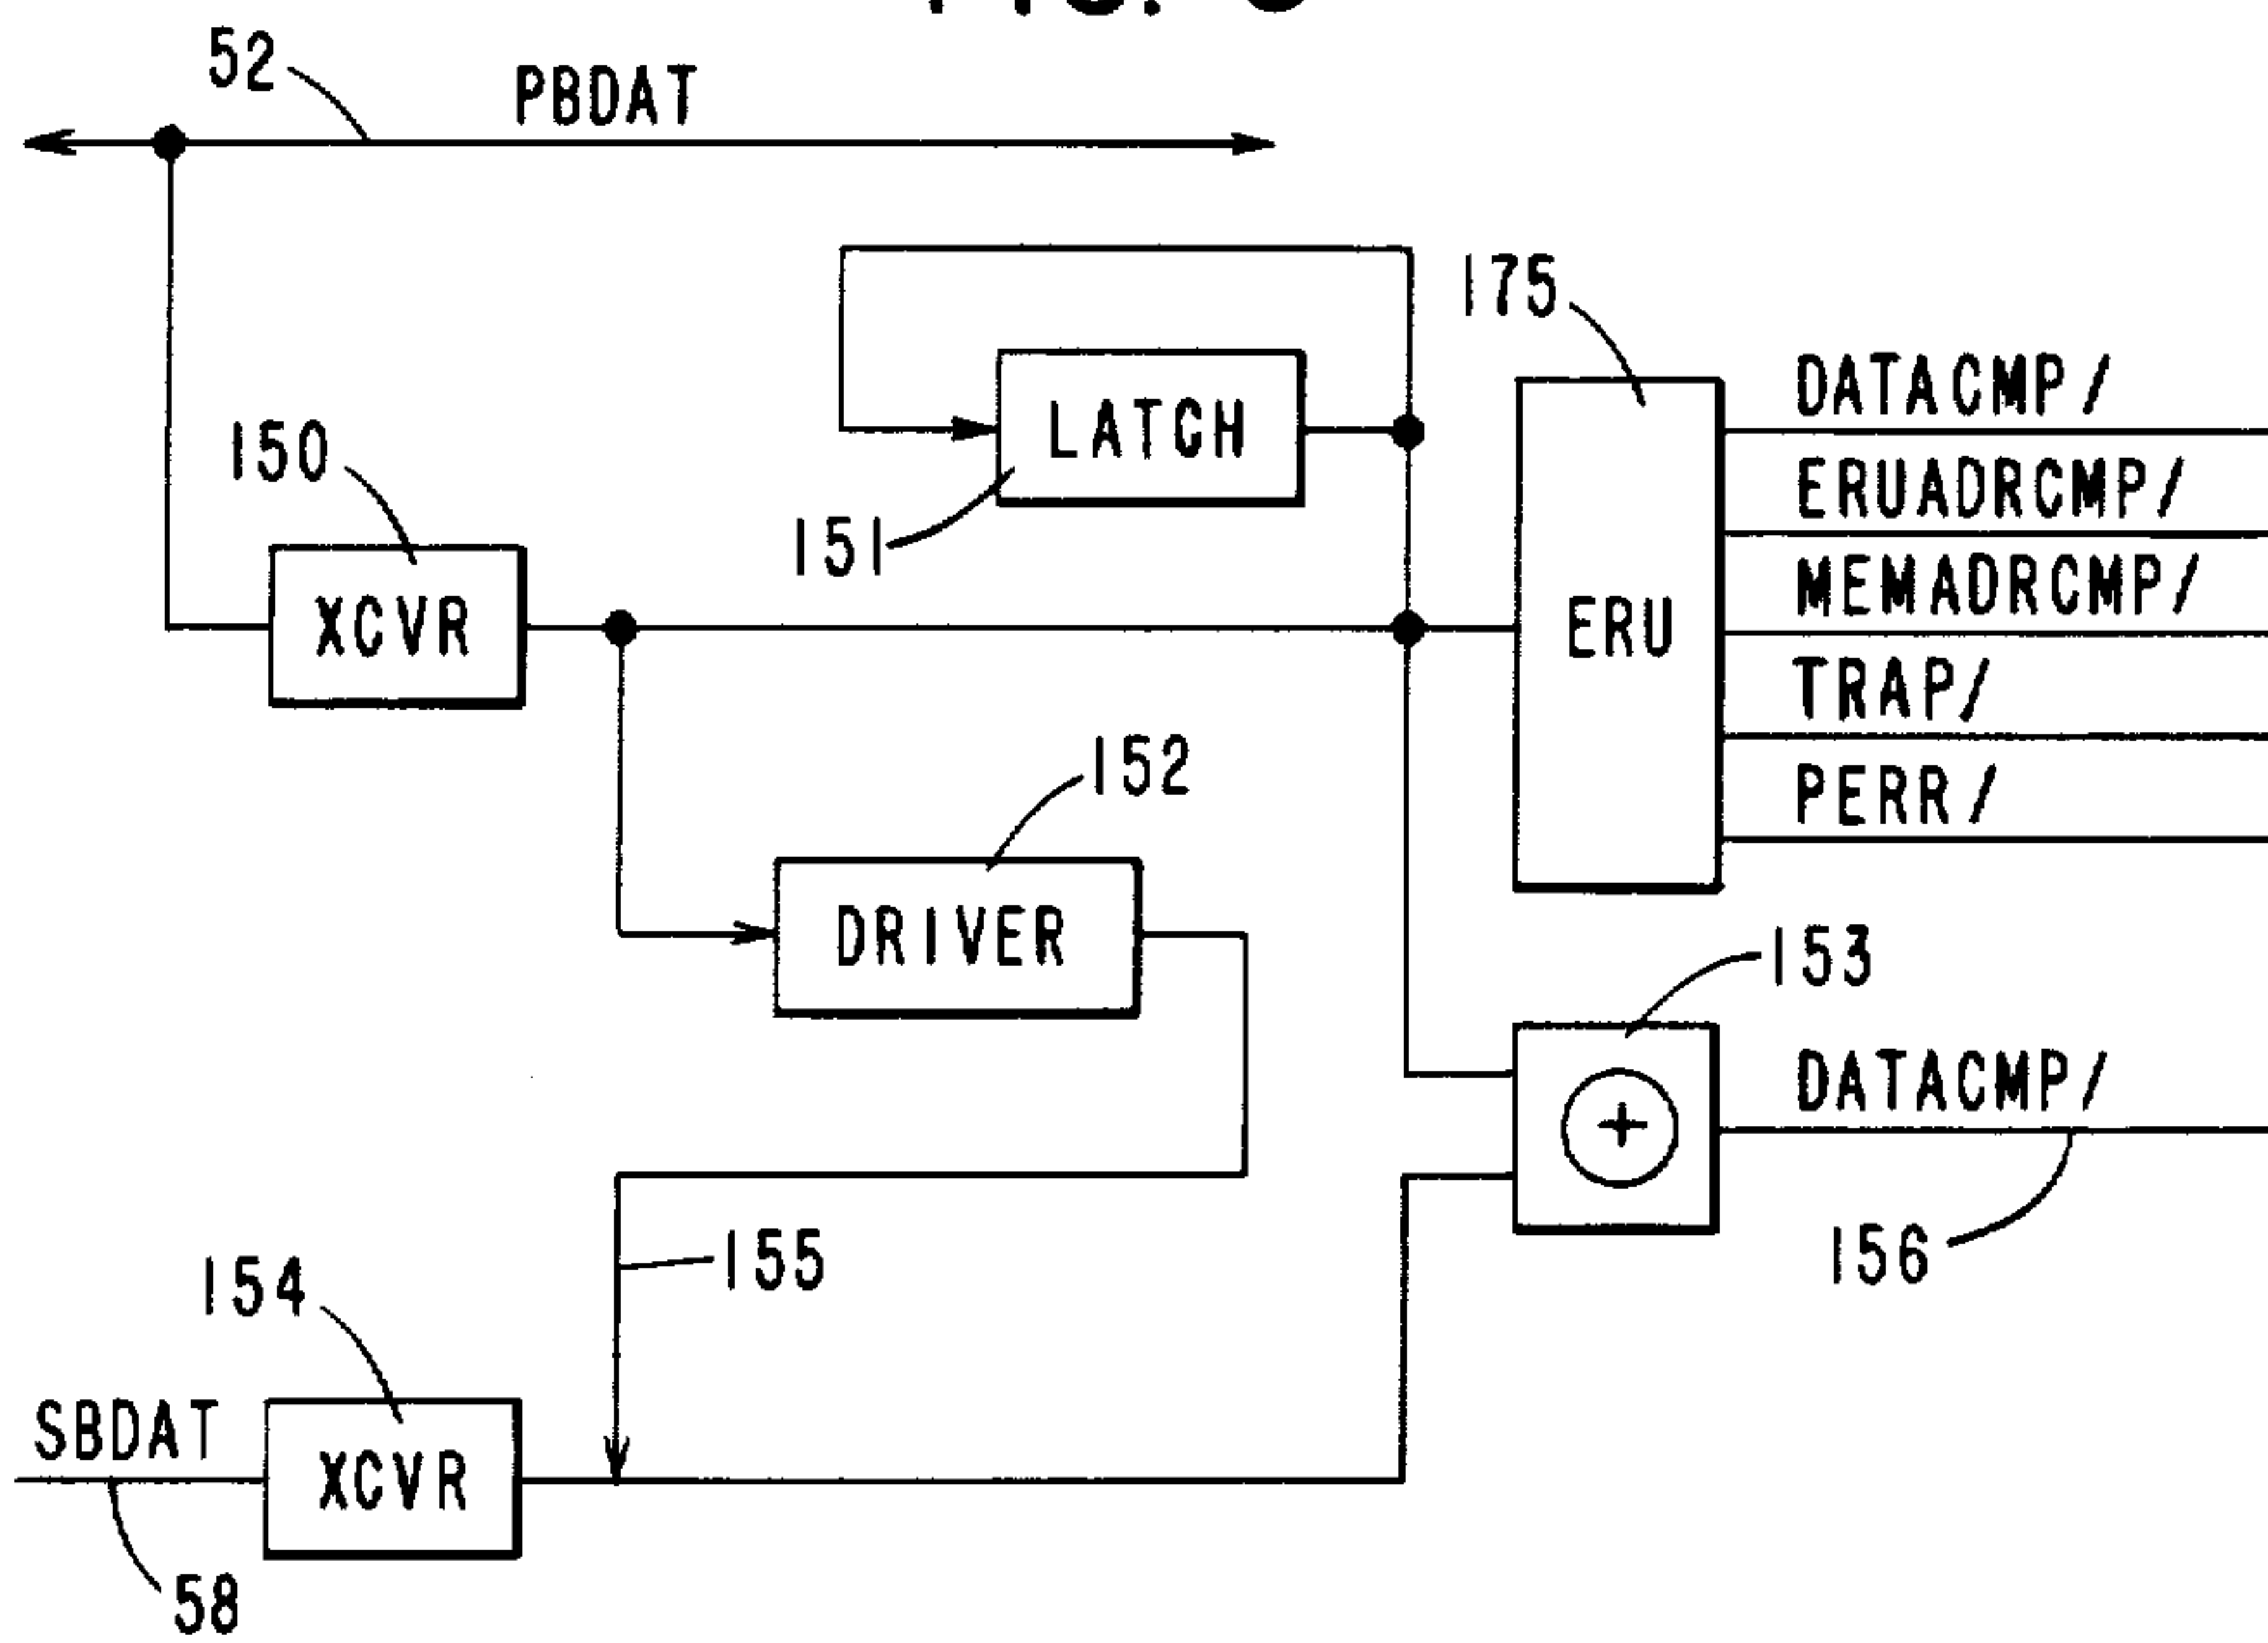 52
PBDAT
175
DATACMP/
LATCH
150
ERUADRCMP/
151
MEMADRCMP/
XCVR
ERU
TRAP/
152
PERR/
DRIVER
153
DATACMP/
155
156
154
SBDAT
XCVR
58